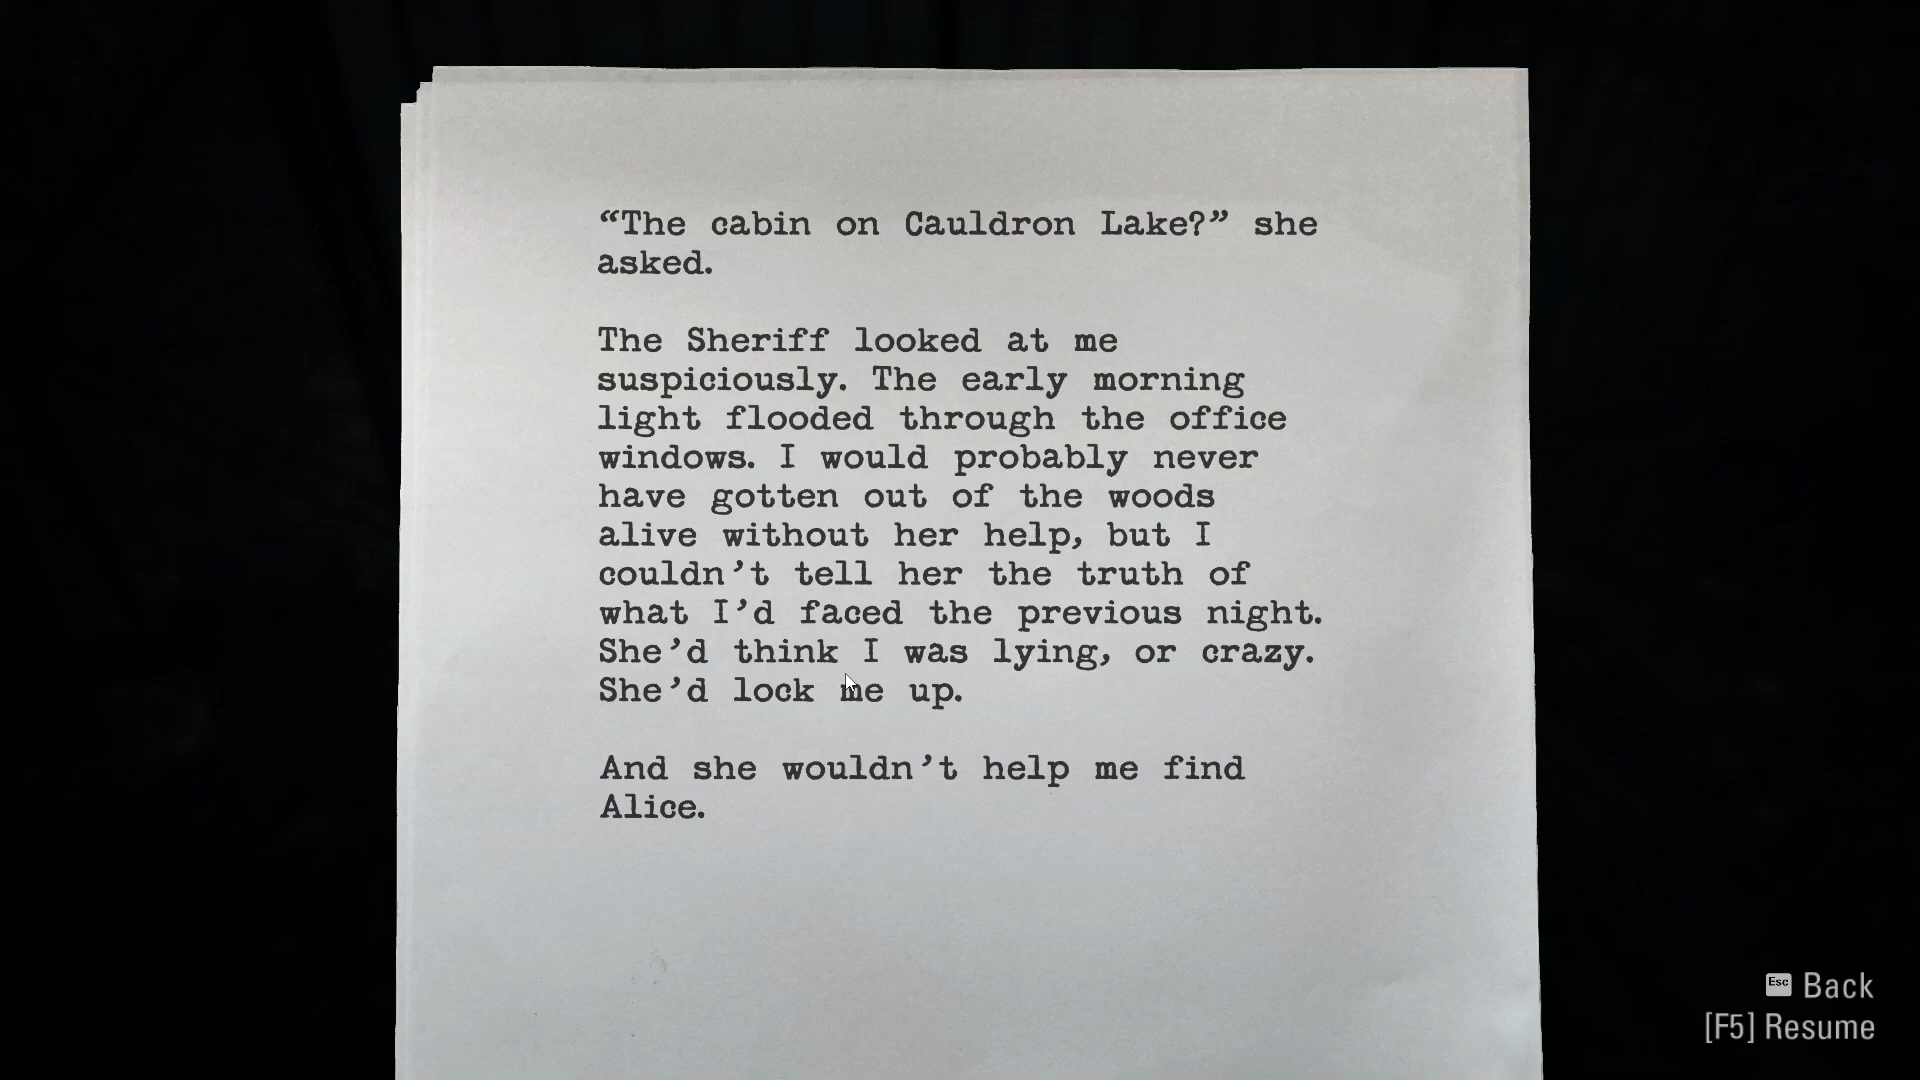 “The cabin on Cauldron Lake?” she
asked.
The Sheriff looked at me
suspiciously. The early morning
light flooded through the office
windows. I would probably never
have gotten out of the woods
alive without her help, but I
couldn’t tell her the truth of
what I’d faced the previous night.
She’d think I was lying, or crazy.
She’d lock me up.
And she wouldn’t help me find
Alice.
Esc Back
[F5] Resume